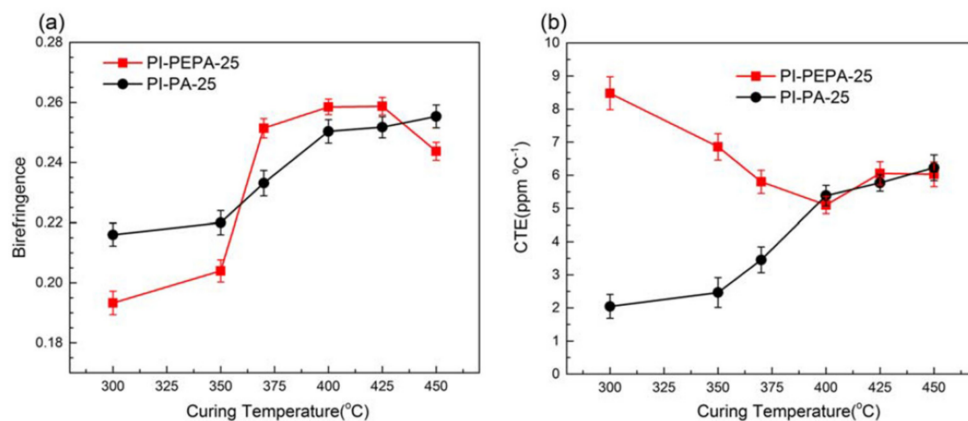 (a)
0.28
0.26
0.24
0.22
0.20
0.18
Birefringence
PI-PEPA-25
PI-PA-25
300 325 350 375 400 425 450
Curing Temperature(°C)
(b)
10
9
8
7
6
5
4
3
2
1
0
CTE(ppm °C⁻¹)
PI-PEPA-25
PI-PA-25
300 325 350 375 400 425 450
Curing Temperature(°C)